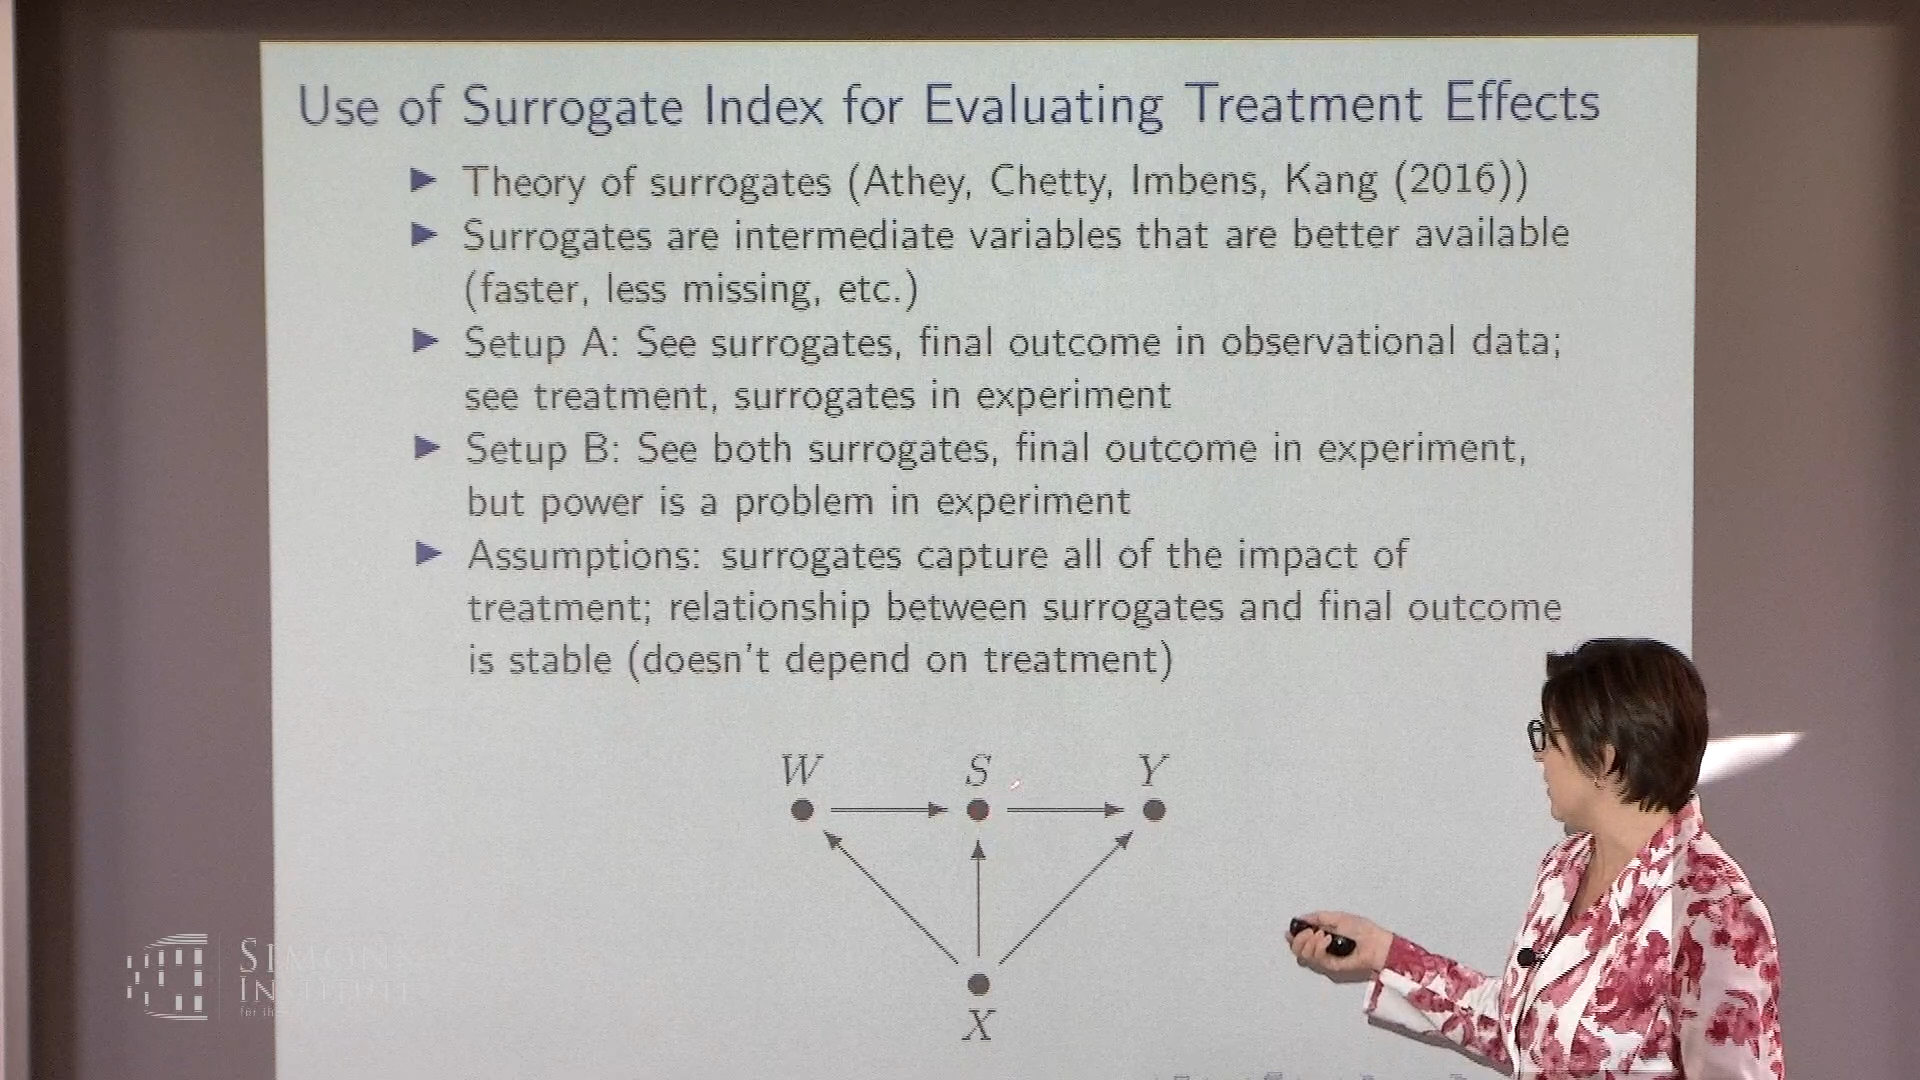 Use of Surrogate Index for Evaluating Treatment Effects
▶ Theory of surrogates (Athey, Chetty, Imbens, Kang (2016))
▶ Surrogates are intermediate variables that are better available
(faster, less missing, etc.)
▶ Setup A: See surrogates, final outcome in observational data;
see treatment, surrogates in experiment
▶ Setup B: See both surrogates, final outcome in experiment,
but power is a problem in experiment
▶ Assumptions: surrogates capture all of the impact of
treatment; relationship between surrogates and final outcome
is stable (doesn't depend on treatment)
W S Y
X
SIMONS
INSTITUTE
for the